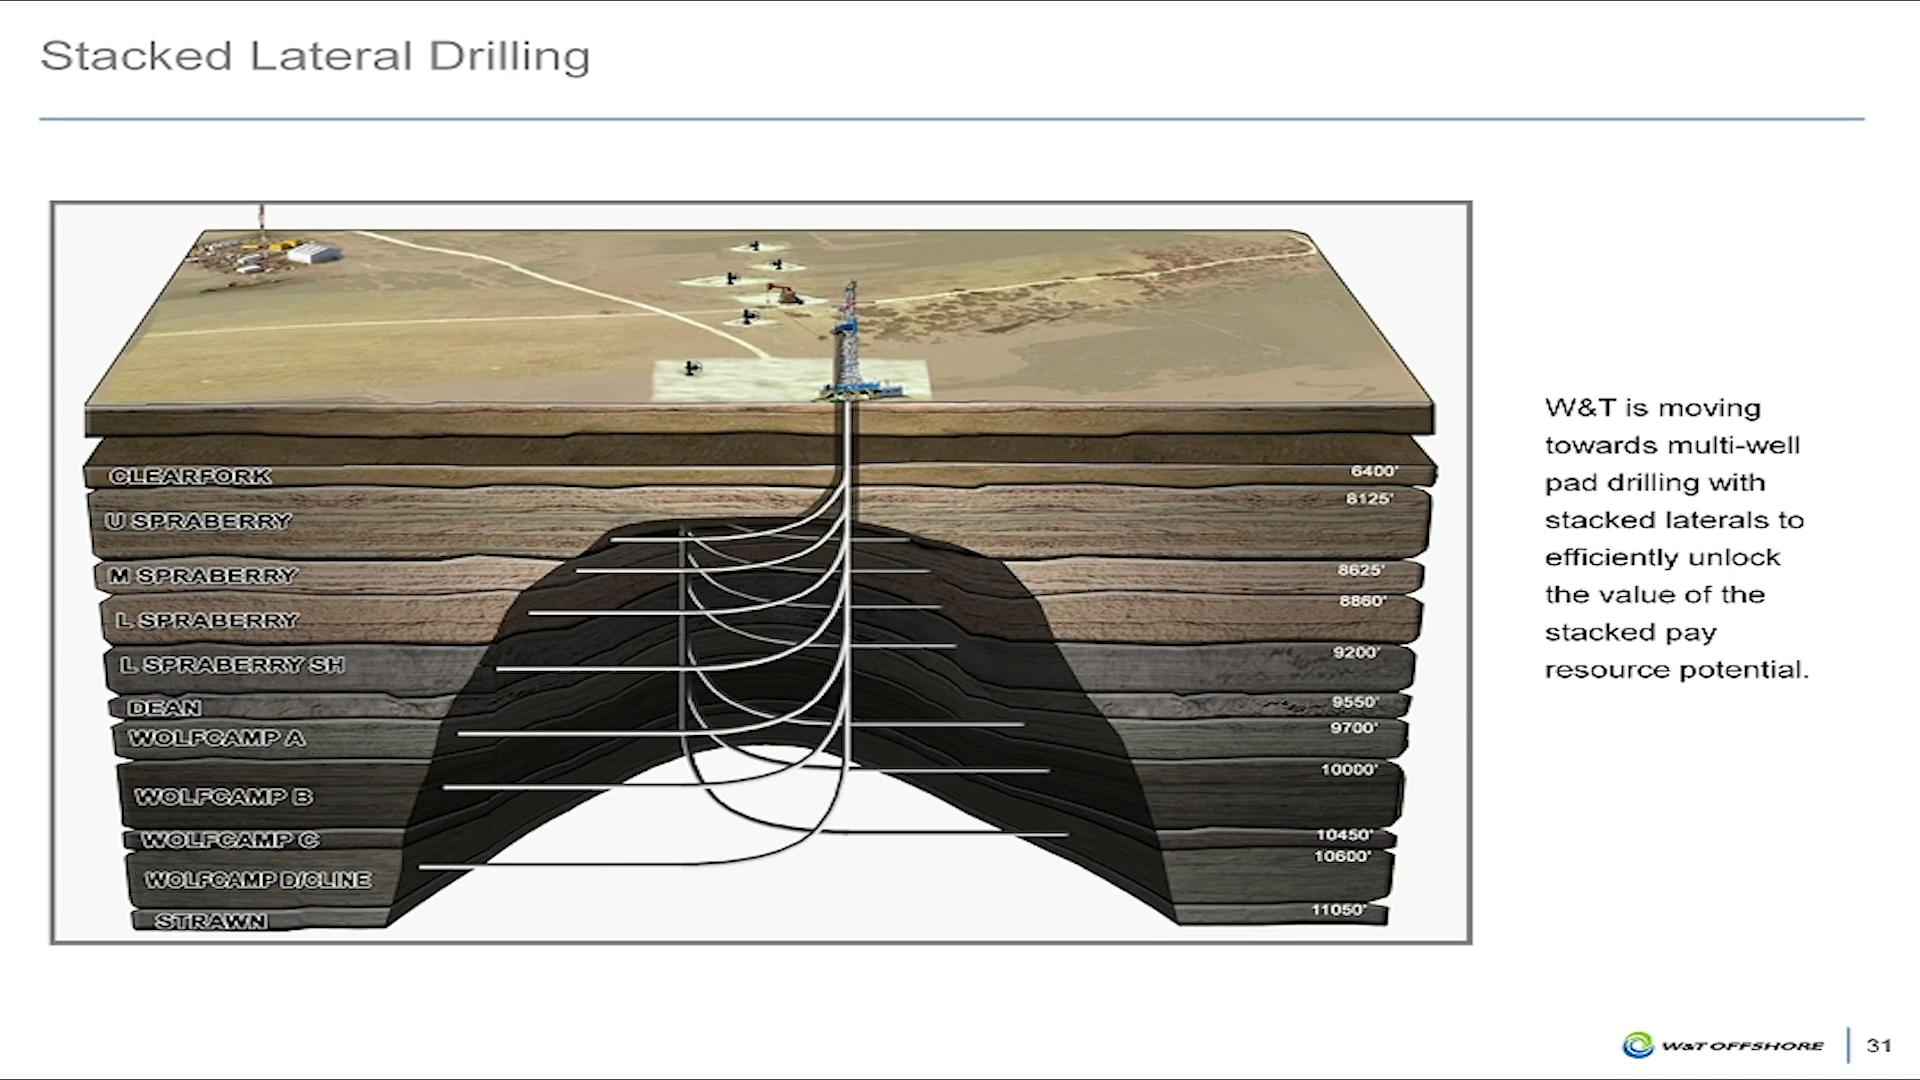 Stacked Lateral Drilling
CLEARFORK 6400'
U SPRABERRY 8125'
M SPRABERRY 8625'
L SPRABERRY 8860'
L SPRABERRY SH 9200'
DEAN 9550'
WOLFCAMP A 9700'
WOLFCAMP B 10000'
WOLFCAMP C 10450'
WOLFCAMP D/CLINE 10600'
STRAWN 11050'
W&T is moving
towards multi-well
pad drilling with
stacked laterals to
efficiently unlock
the value of the
stacked pay
resource potential.
W&T OFFSHORE 31